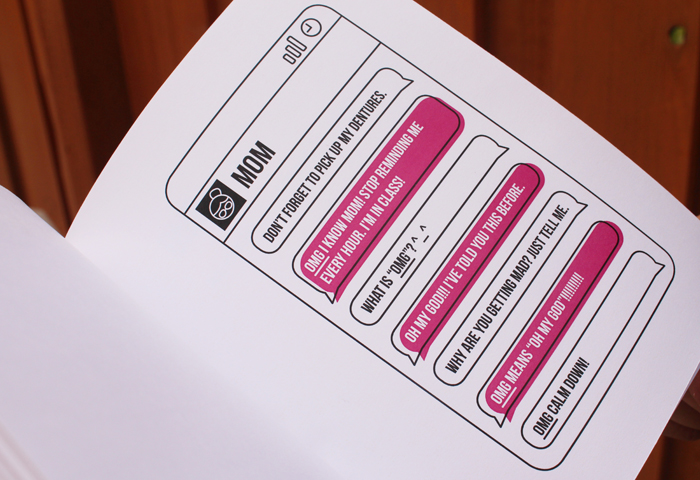 MOM
DON'T FORGET TO PICK UP MY DENTURES.
OMG I KNOW MOM! STOP REMINDING ME
EVERY HOUR. I'M IN CLASS!
WHAT IS "OMG"? ^_^
OH MY GOD!!! I'VE TOLD YOU THIS BEFORE.
WHY ARE YOU GETTING MAD? JUST TELL ME.
OMG MEANS "OH MY GOD"!!!!!!!!!
OMG CALM DOWN!